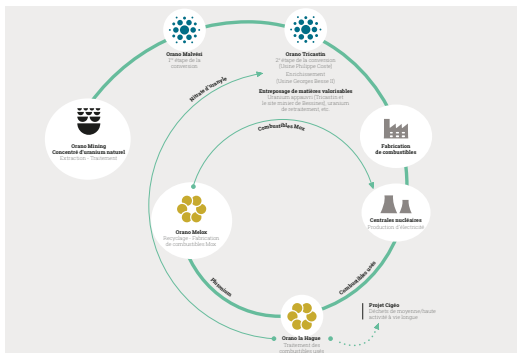 Orano Malvési
1re étape de la
conversion
Orano Tricastin
2e étape de la conversion
(Usine Philippe Coste)
Enrichissement
(Usine Georges Besse II)
Entreposage de matières valorisables
Uranium appauvri (Tricastin et
le site minier de Bessines), uranium
de retraitement, etc.
Nitrate d'uranyle
Combustibles Mox
Orano Mining
Concentré d'uranium naturel
Extraction - Traitement
Fabrication
de combustibles
Centrales nucléaires
Production d'électricité
Orano Melox
Recyclage - Fabrication
de combustibles Mox
Plutonium
Combustibles usés
Projet Cigéo
Déchets de moyenne/haute
activité à vie longue
Orano la Hague
Traitement des
combustibles usés